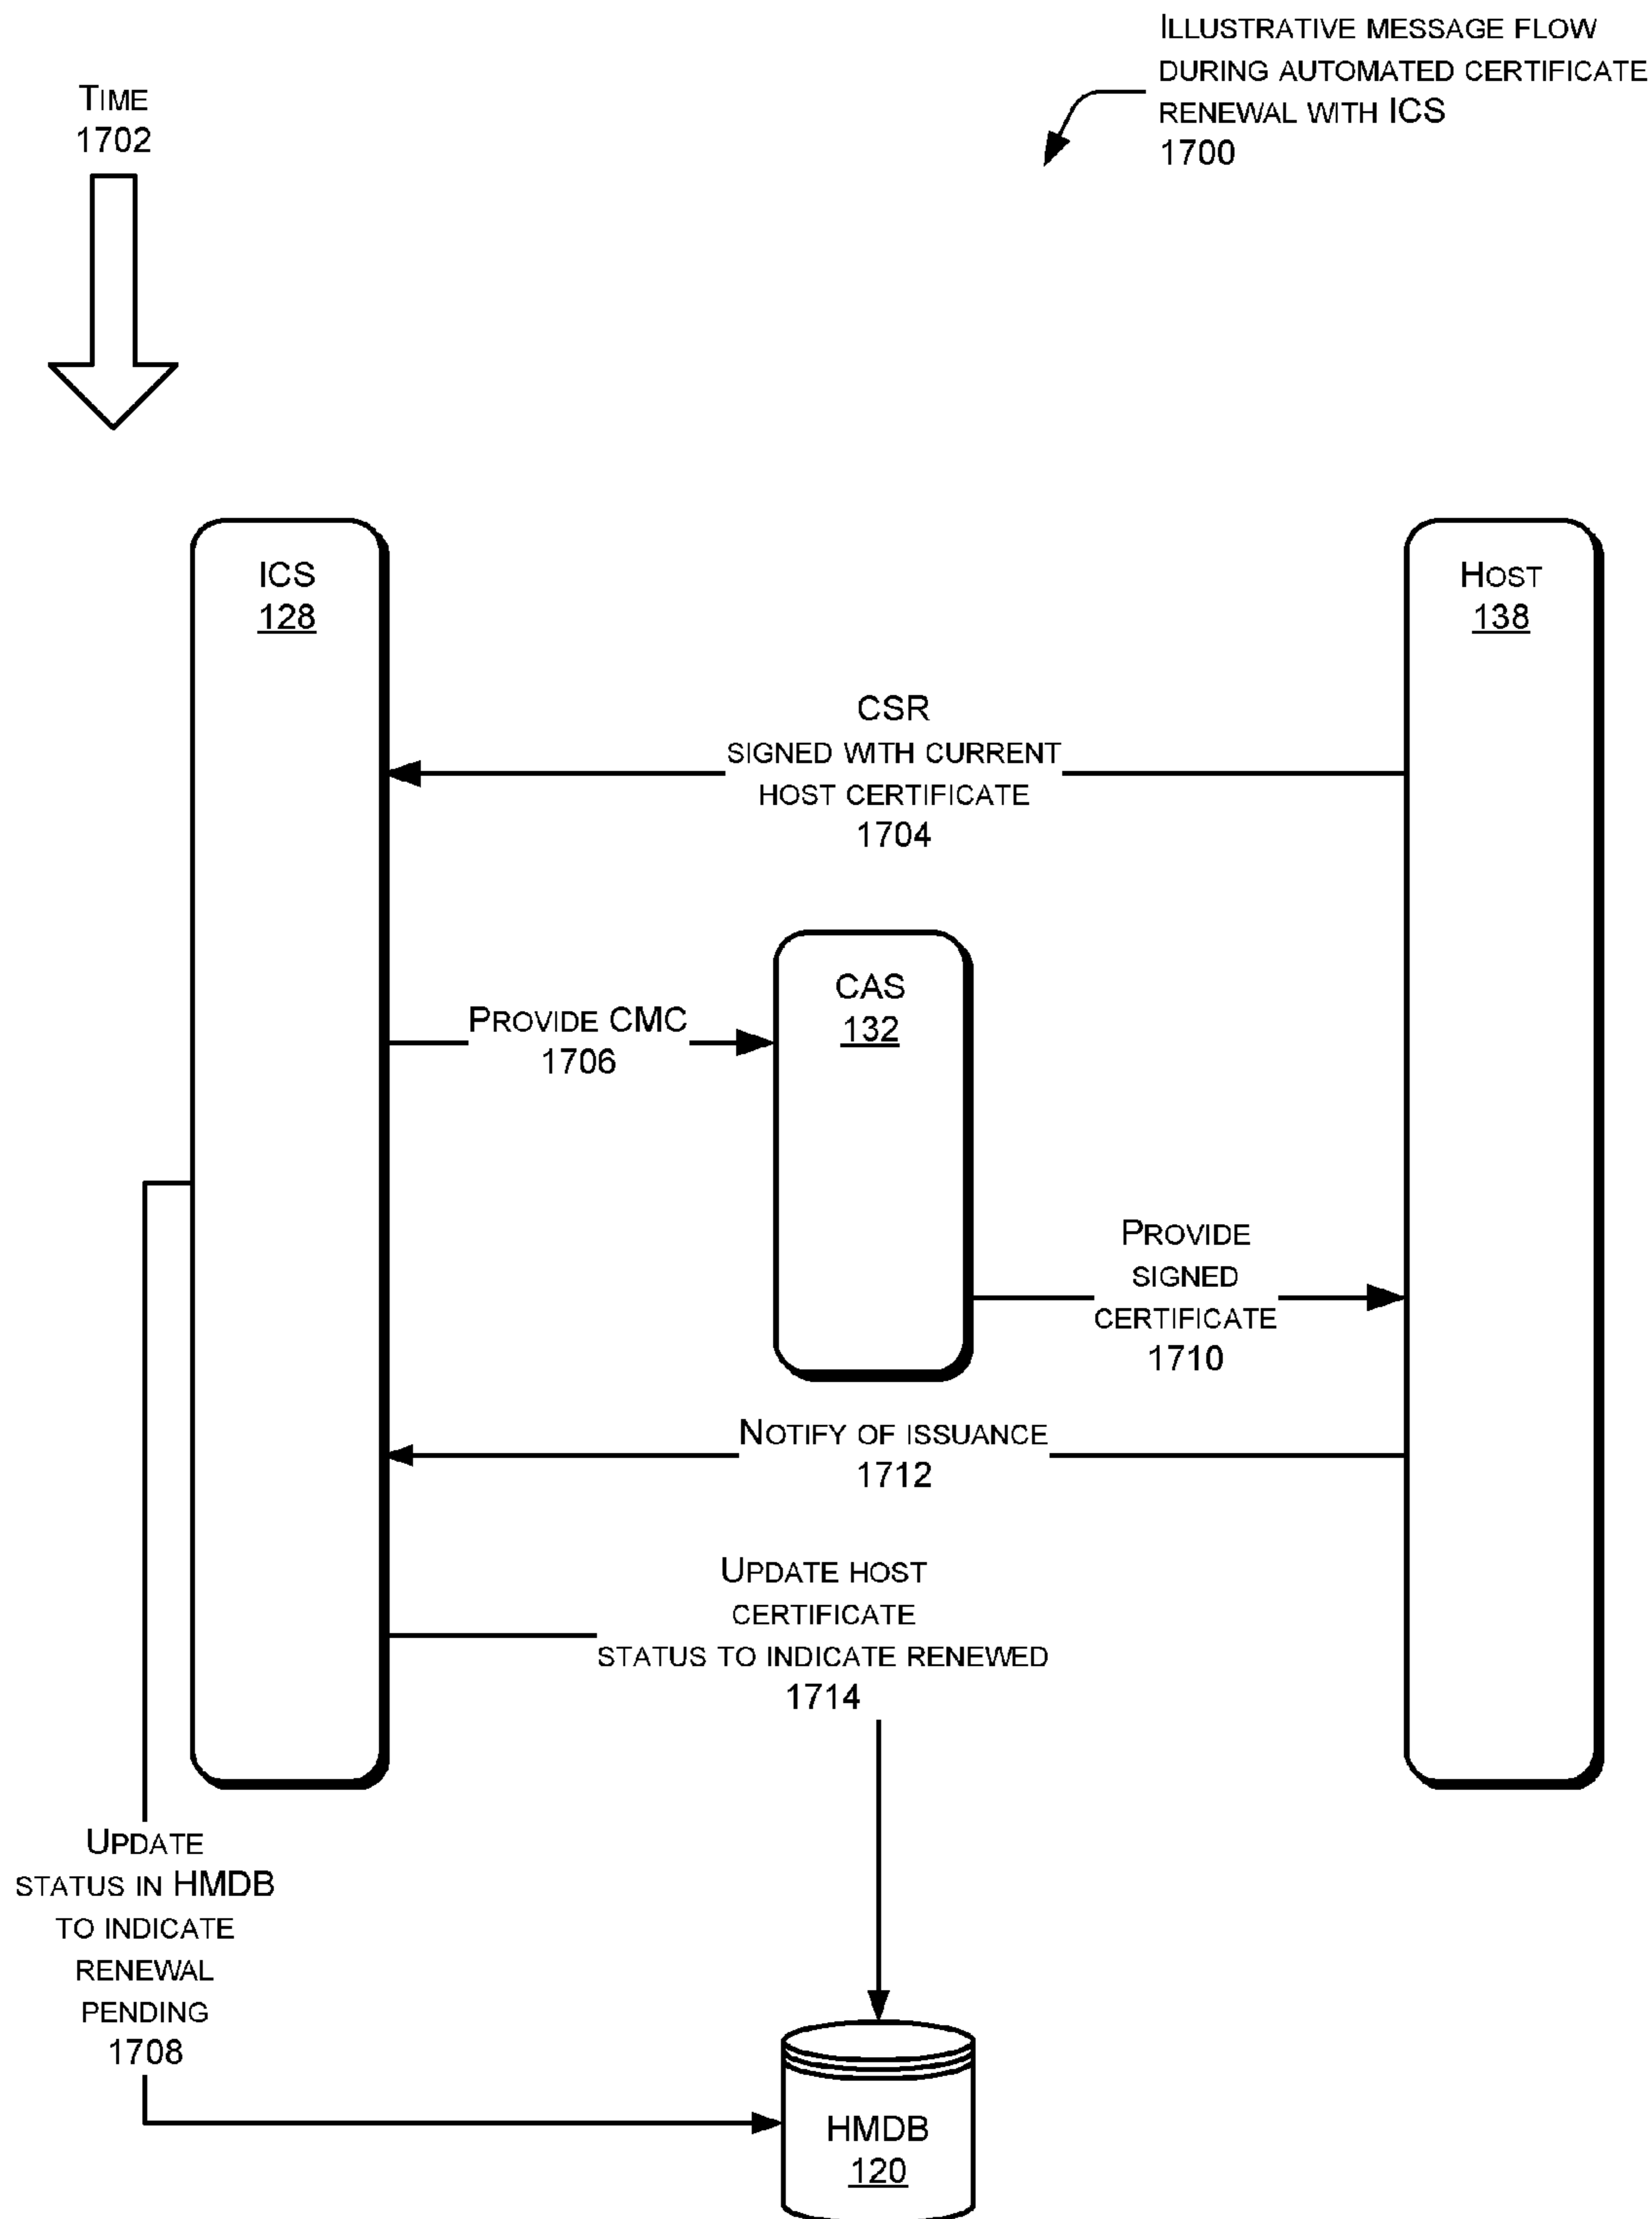 ILLUSTRATIVE MESSAGE FLOW
DURING AUTOMATED CERTIFICATE
RENEWAL WITH ICS
1700
TIME
1702
ICS
128
HOST
138
CSR
SIGNED WITH CURRENT
HOST CERTIFICATE
1704
CAS
132
PROVIDE CMC
1706
PROVIDE
SIGNED
CERTIFICATE
1710
NOTIFY OF ISSUANCE
1712
UPDATE HOST
CERTIFICATE
STATUS TO INDICATE RENEWED
1714
UPDATE
STATUS IN HMDB
TO INDICATE
RENEWAL
PENDING
1708
HMDB
120